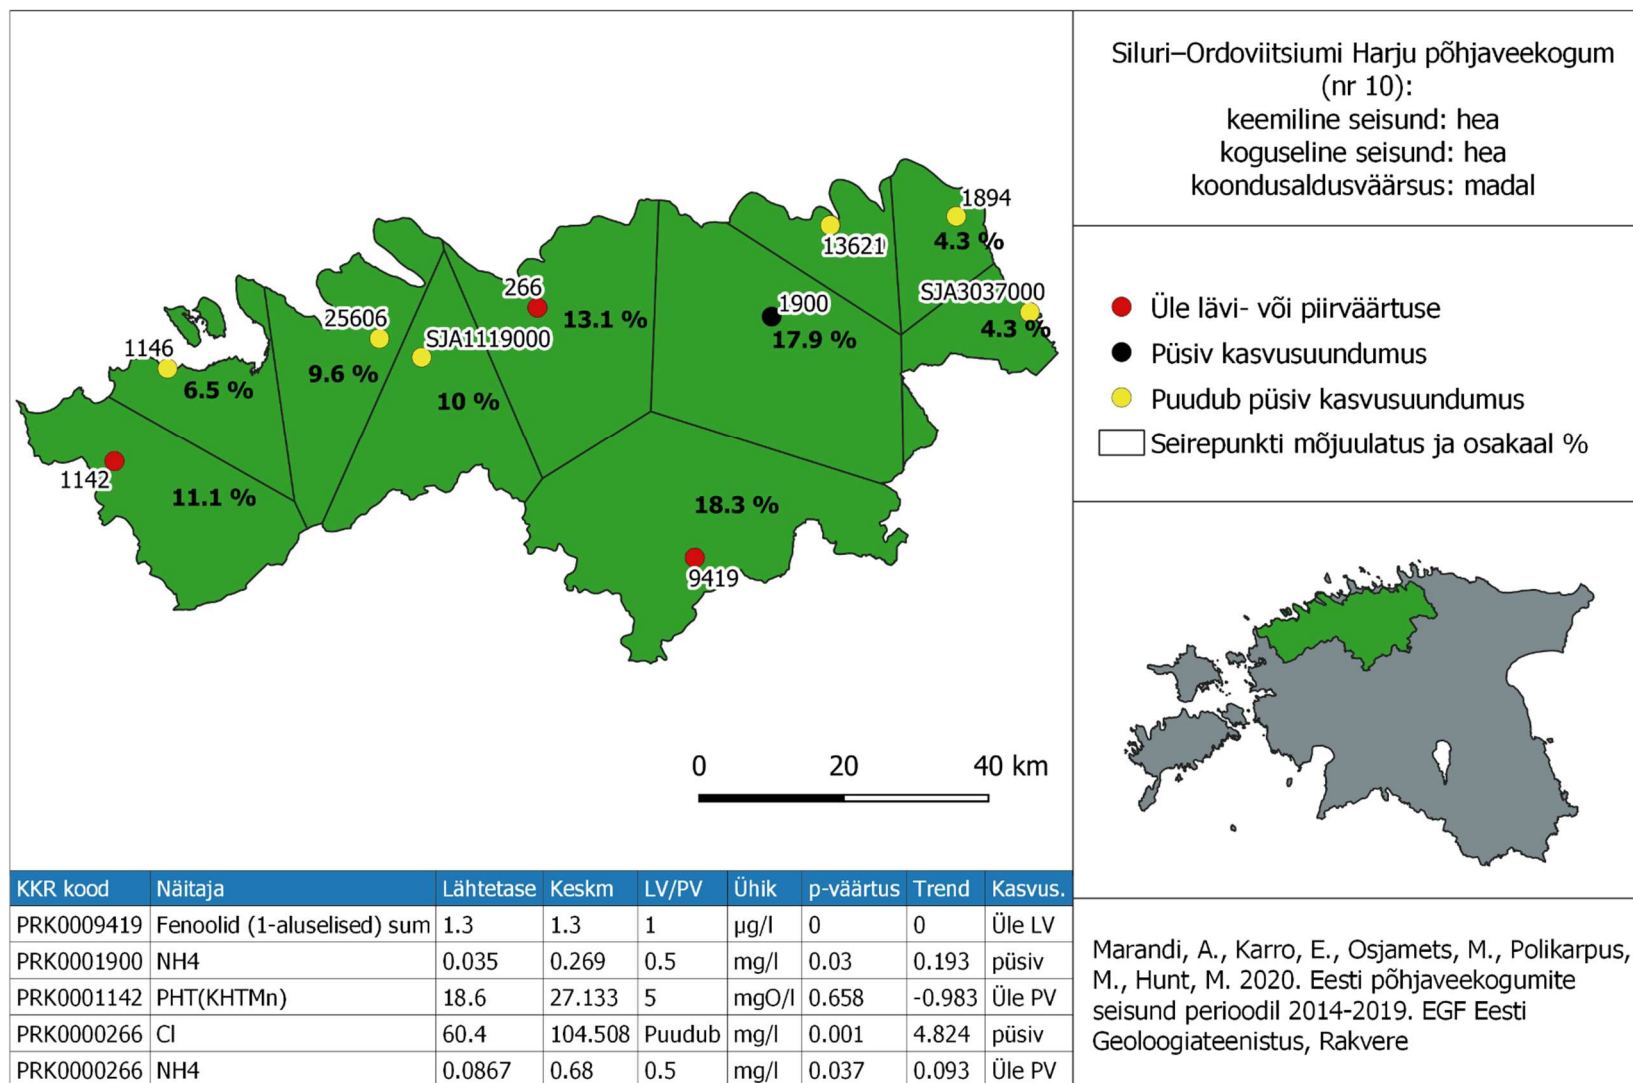 Siluri–Ordoviitsiumi Harju põhjaveekogum
(nr 10):
keemiline seisund: hea
koguseline seisund: hea
koondusaldusväärsus: madal
1894
4.3 %
13621
SJA3037000
4.3 %
266
13.1 %
1900
17.9 %
25606
SJA1119000
9.6 %
10 %
1146
6.5 %
1142
11.1 %
18.3 %
9419
Üle lävi- või piirväärtuse
Püsiv kasvusuundumus
Puudub püsiv kasvusuundumus
Seirepunkti mõjuulatus ja osakaal %
0 20 40 km
KKR kood Näitaja Lähtetase Keskm LV/PV Ühik p-väärtus Trend Kasvus.
PRK0009419 Fenoolid (1-aluselised) sum 1.3 1.3 1 µg/l 0 0 Üle LV
PRK0001900 NH4 0.035 0.269 0.5 mg/l 0.03 0.193 püsiv
PRK0001142 PHT(KHTMn) 18.6 27.133 5 mgO/l 0.658 -0.983 Üle PV
PRK0000266 Cl 60.4 104.508 Puudub mg/l 0.001 4.824 püsiv
PRK0000266 NH4 0.0867 0.68 0.5 mg/l 0.037 0.093 Üle PV
Marandi, A., Karro, E., Osjamets, M., Polikarpus,
M., Hunt, M. 2020. Eesti põhjaveekogumite
seisund perioodil 2014-2019. EGF Eesti
Geoloogiateenistus, Rakvere